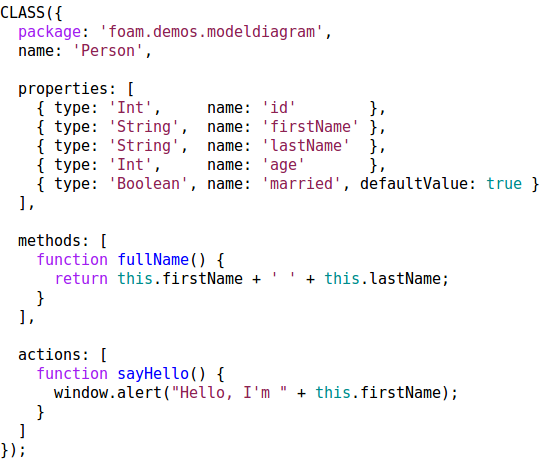 CLASS({
  package: 'foam.demos.modeldiagram',
  name: 'Person',

  properties: [
    { type: 'Int',     name: 'id'        },
    { type: 'String',  name: 'firstName' },
    { type: 'String',  name: 'lastName'  },
    { type: 'Int',     name: 'age'       },
    { type: 'Boolean', name: 'married', defaultValue: true }
  ],

  methods: [
    function fullName() {
      return this.firstName + ' ' + this.lastName;
    }
  ],

  actions: [
    function sayHello() {
      window.alert("Hello, I'm " + this.firstName);
    }
  ]
});